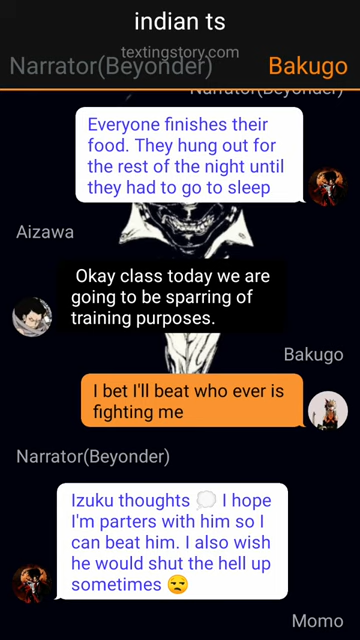 indian ts
textingstory.com
Narrator(Beyonder)
Bakugo
Narrator(Beyonder)
Everyone finishes their
food. They hung out for
the rest of the night until
they had to go to sleep
Aizawa
Okay class today we are
going to be sparring of
training purposes.
Bakugo
I bet I'll beat who ever is
fighting me
Narrator(Beyonder)
Izuku thoughts 💭 I hope
I'm parters with him so I
can beat him. I also wish
he would shut the hell up
sometimes 😒
Momo